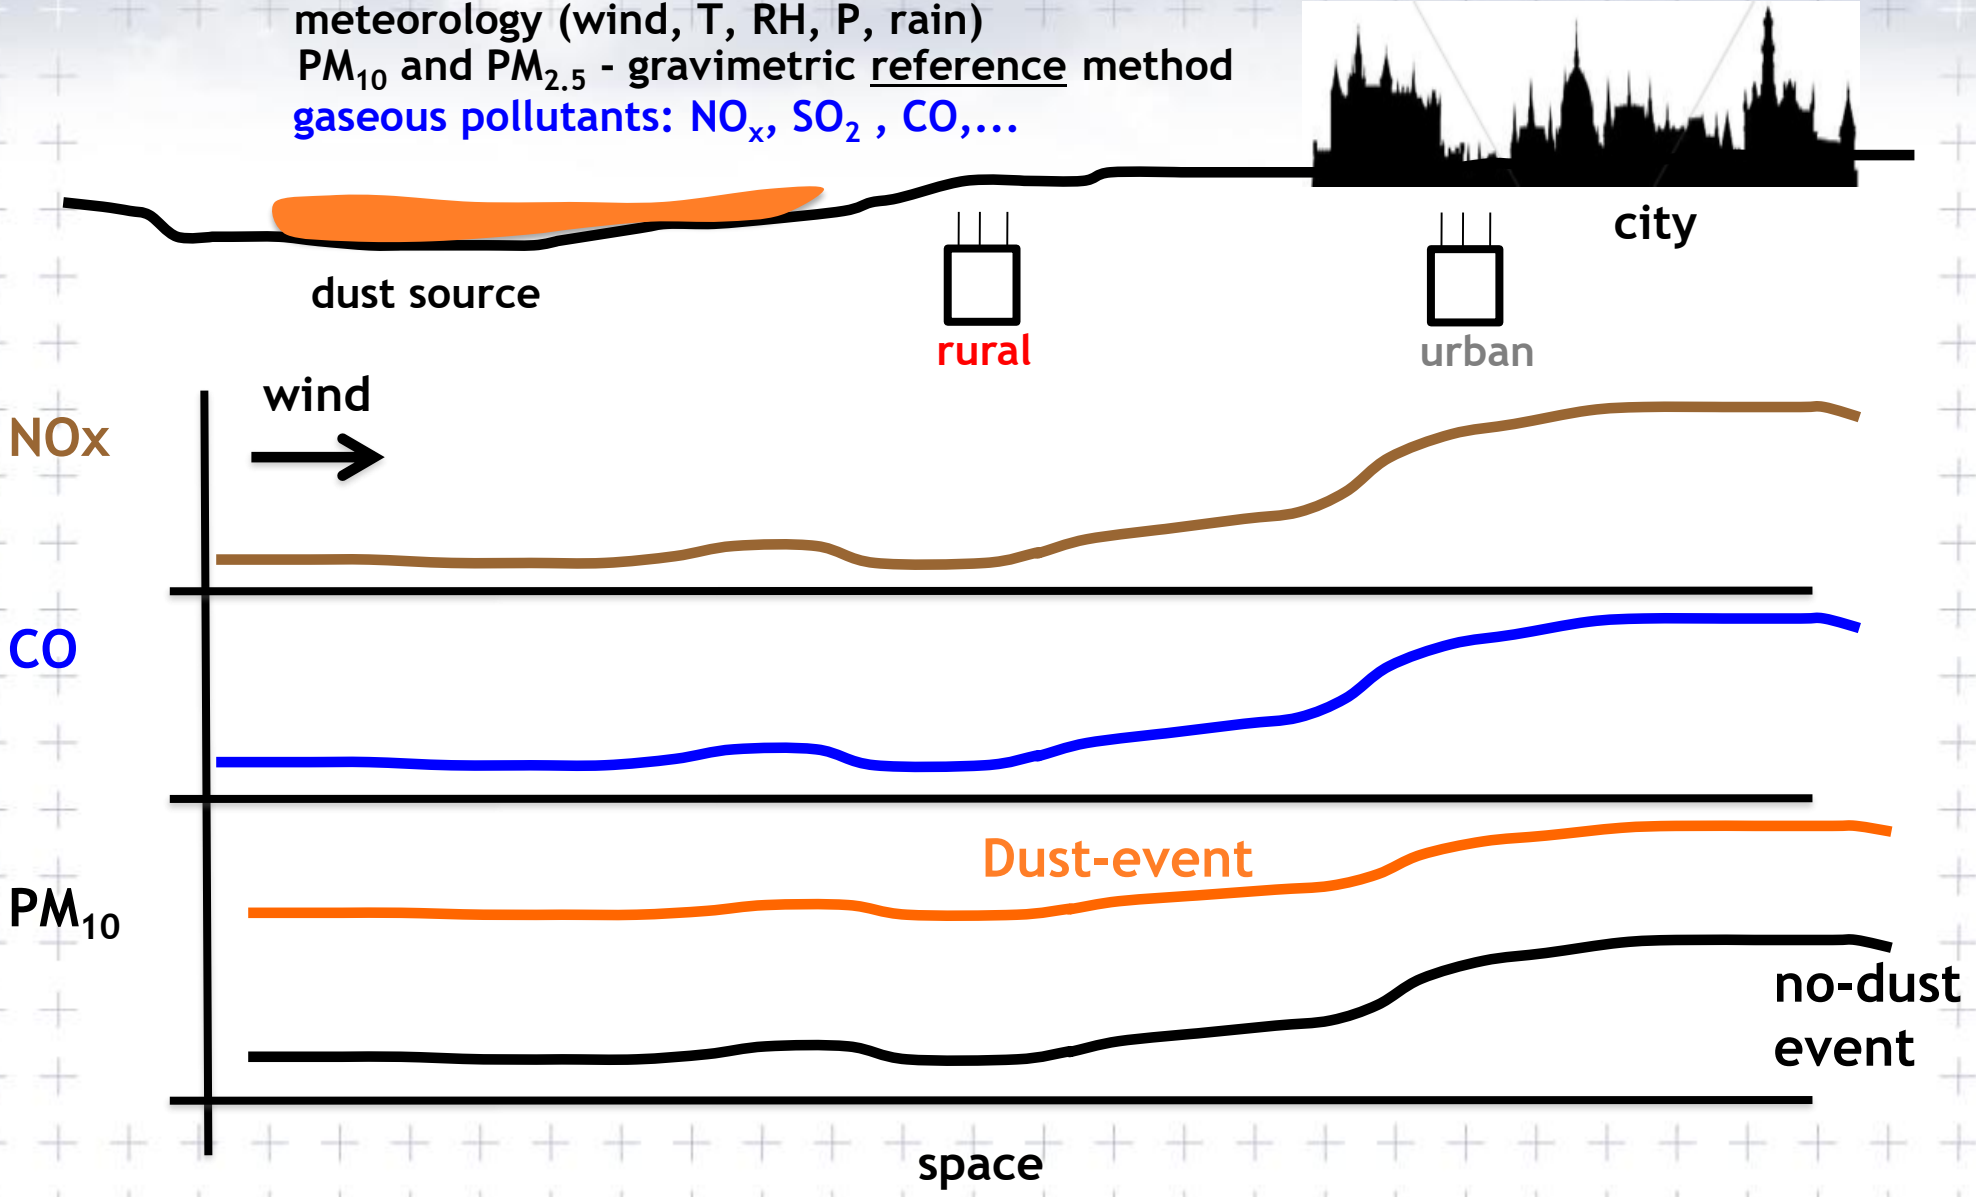 meteorology (wind, T, RH, P, rain)
PM10 and PM2.5 - gravimetric reference method
gaseous pollutants: NOx, SO2 , CO,...
city
dust source
rural
urban
wind
NOx
CO
Dust-event
PM10
no-dust
event
space